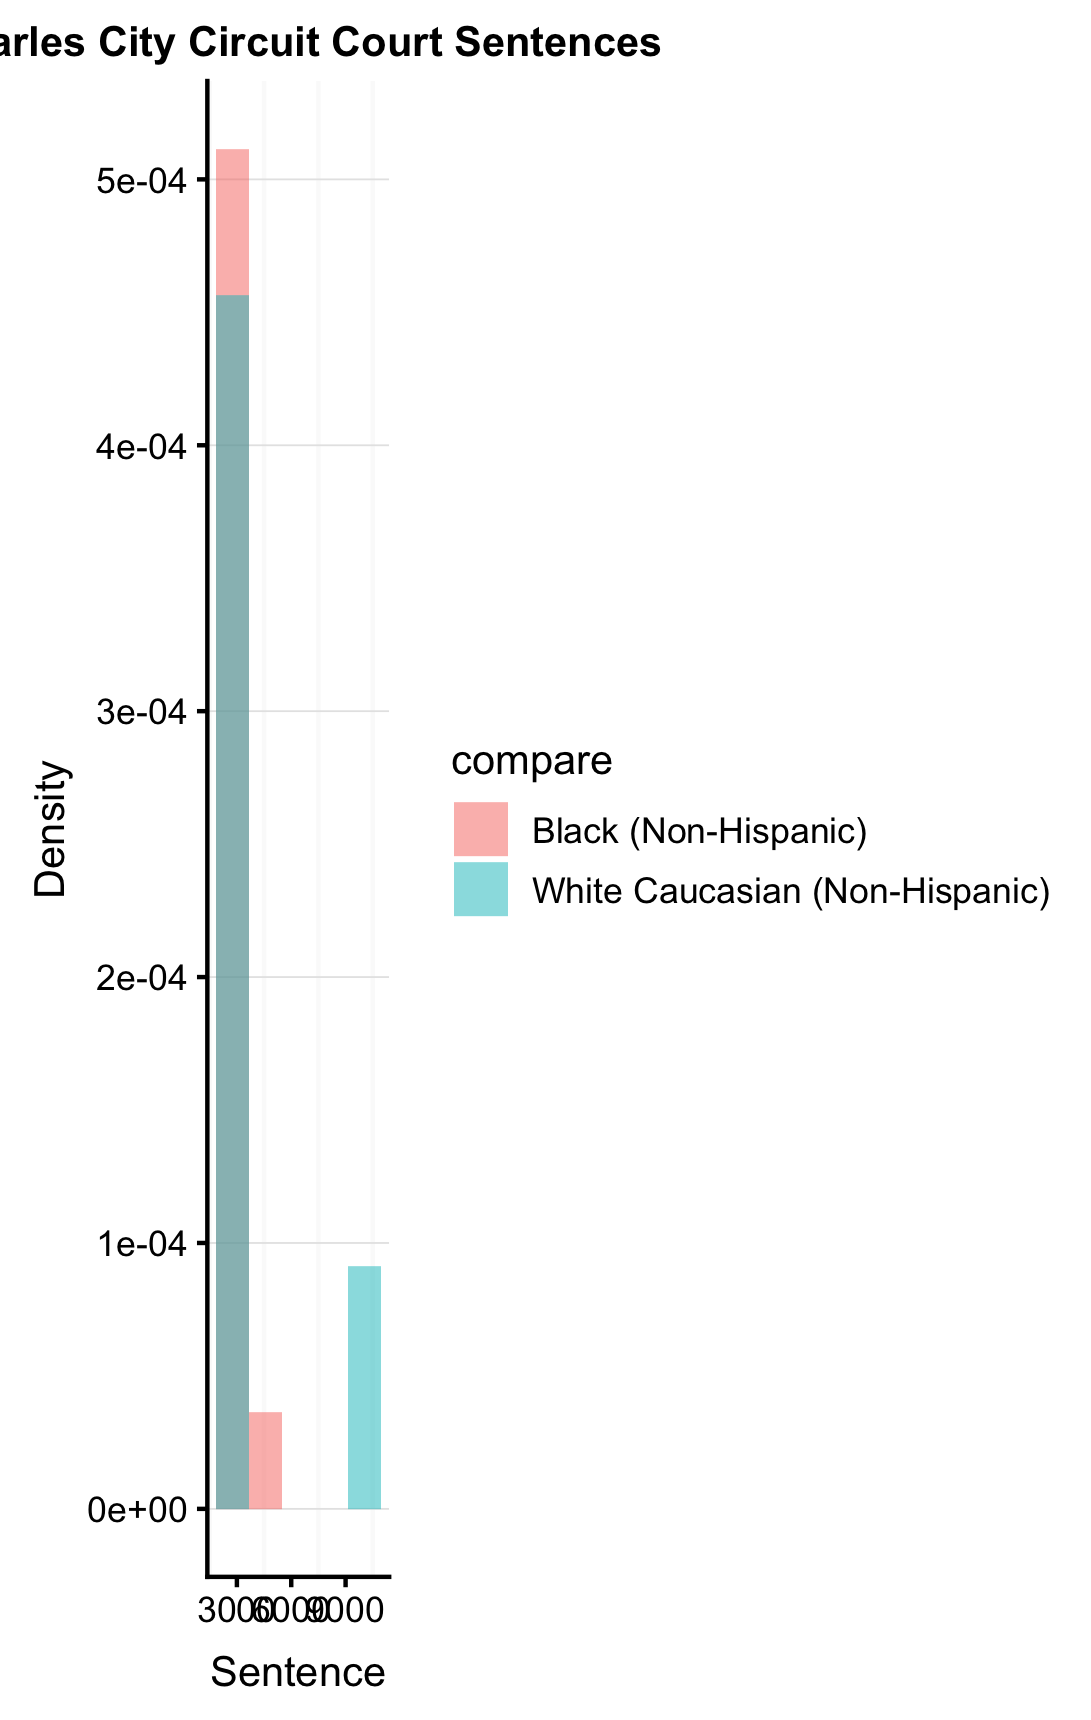 arles City Circuit Court Sentences
5e-04
4e-04
3e-04
2e-04
1e-04
0e+00
Density
3000 6000 9000
Sentence
compare
Black (Non-Hispanic)
White Caucasian (Non-Hispanic)